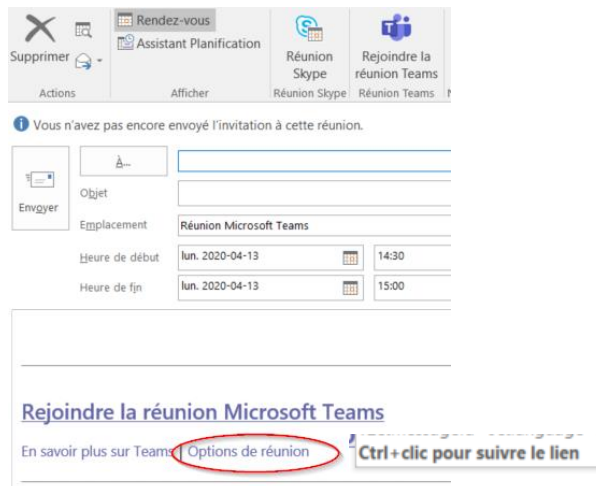 Supprimer
Rendez-vous
Assistant Planification
Réunion
Skype
Rejoindre la
réunion Teams
Actions
Afficher
Réunion Skype
Réunion Teams
Vous n'avez pas encore envoyé l'invitation à cette réunion.
Envoyer
À...
Objet
Emplacement
Réunion Microsoft Teams
Heure de début
lun. 2020-04-13
14:30
Heure de fin
lun. 2020-04-13
15:00
Rejoindre la réunion Microsoft Teams
En savoir plus sur Teams | Options de réunion
Ctrl+clic pour suivre le lien